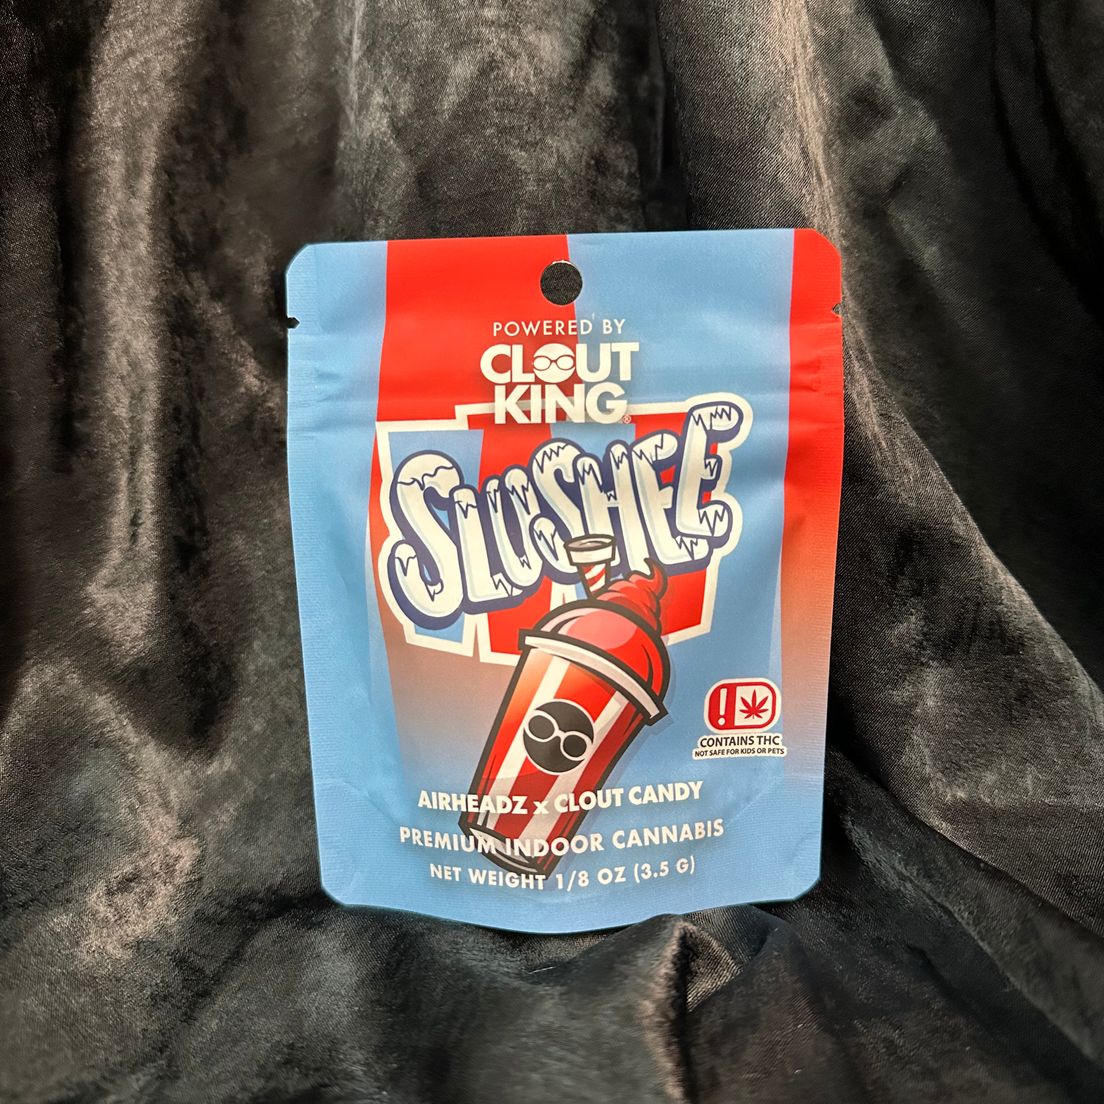 POWERED BY
CLOUT
KING®
SLUSHEE
CONTAINS THC
NOT SAFE FOR KIDS OR PETS
AIRHEADZ x CLOUT CANDY
PREMIUM INDOOR CANNABIS
NET WEIGHT 1/8 OZ (3.5 G)